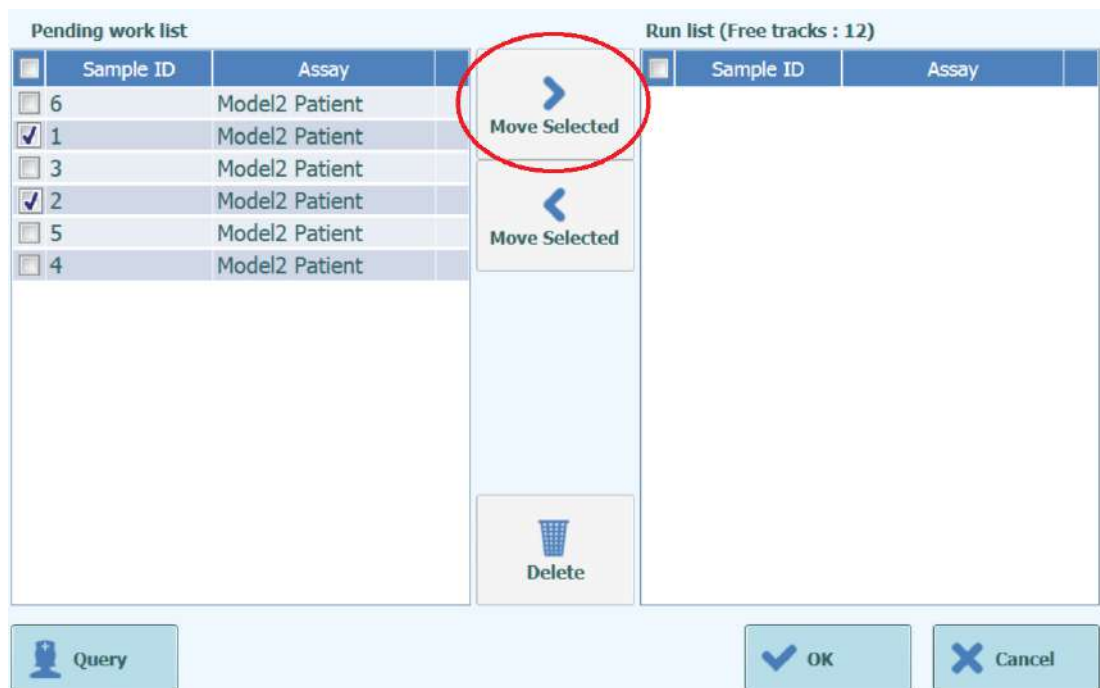 Pending work list
Run list (Free tracks : 12)
Sample ID Assay
Sample ID Assay
6 Model2 Patient
1 Model2 Patient
3 Model2 Patient
2 Model2 Patient
5 Model2 Patient
4 Model2 Patient
Move Selected
Move Selected
Delete
Query
OK
Cancel